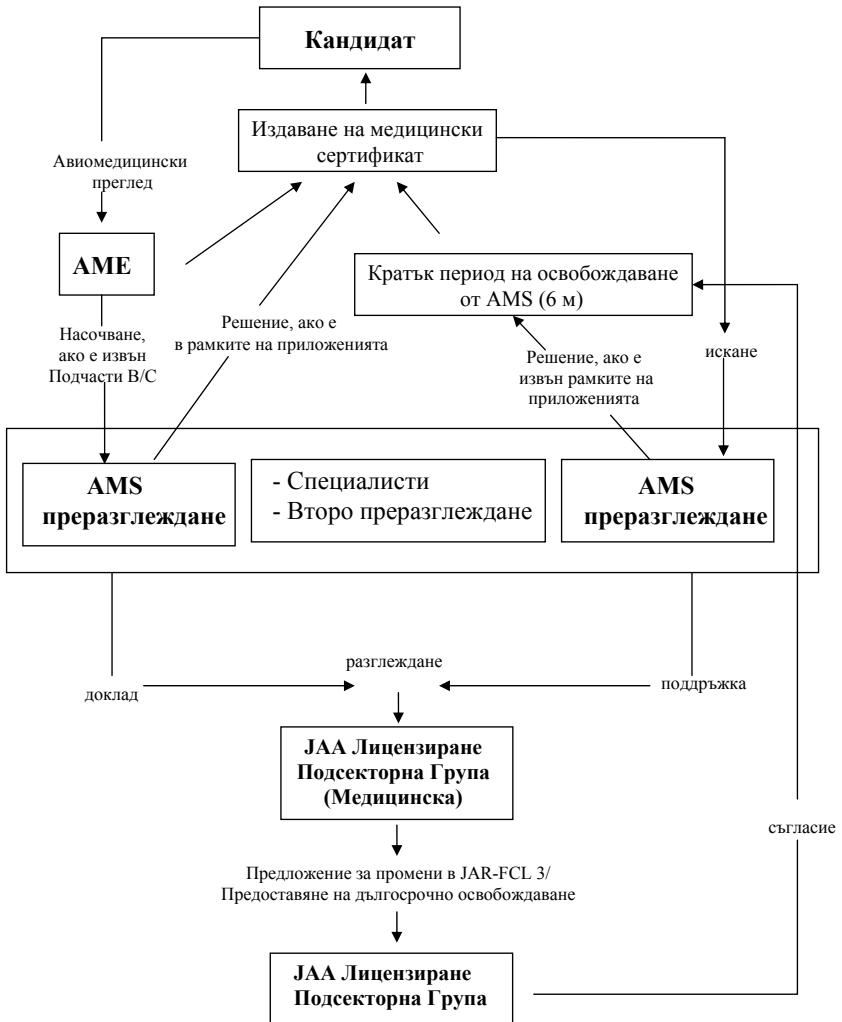 Кандидат
Издаване на медицински
сертификат
Авиомедицински
преглед
АМЕ
Кратък период на освобождаване
от AMS (6 м)
Насочване,
ако е извън
Подчасти В/С
Решение, ако е
в рамките на приложенията
Решение, ако е
извън рамките на
приложенията
искане
AMS
преразглеждане
- Специалисти
- Второ преразглеждане
AMS
преразглеждане
разглеждане
доклад
поддръжка
JAA Лицензиране
Подсекторна Група
(Медицинска)
съгласие
Предложение за промени в JAR-FCL 3/
Предоставяне на дългосрочно освобождаване
JAA Лицензиране
Подсекторна Група